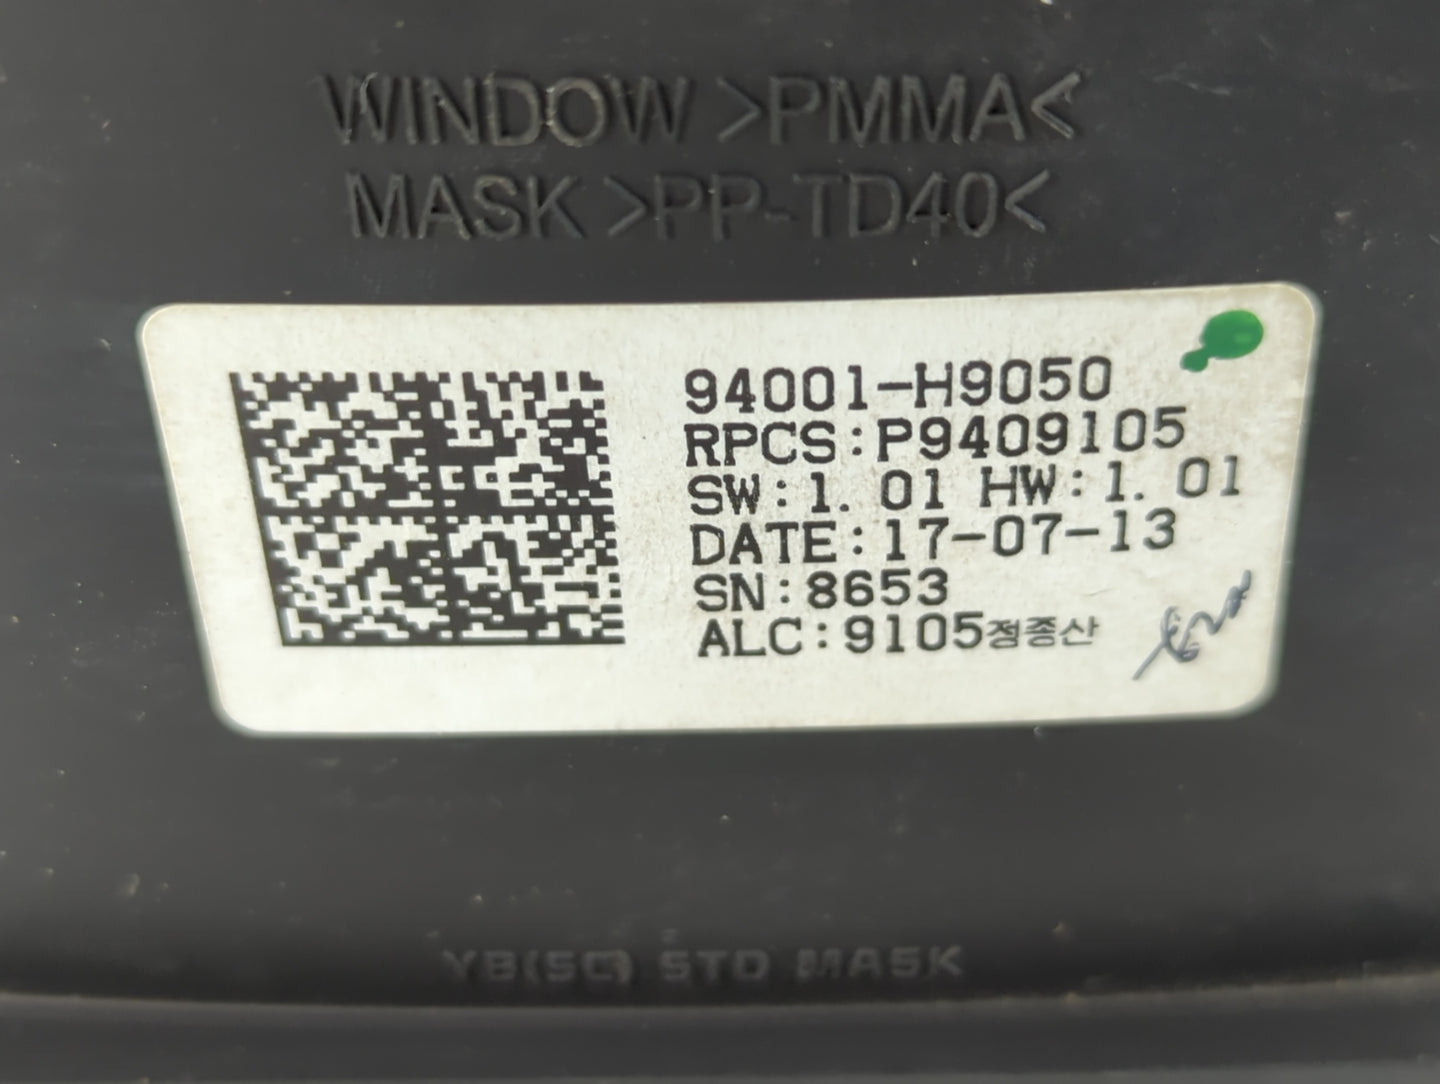 WINDOW >PMMA<
MASK >PP-TD40<
94001-H9050
RPCS:P9409105
SW:1. 01 HW:1. 01
DATE:17-07-13
SN:8653
ALC:9105정종산
YB(SC) STD MASK